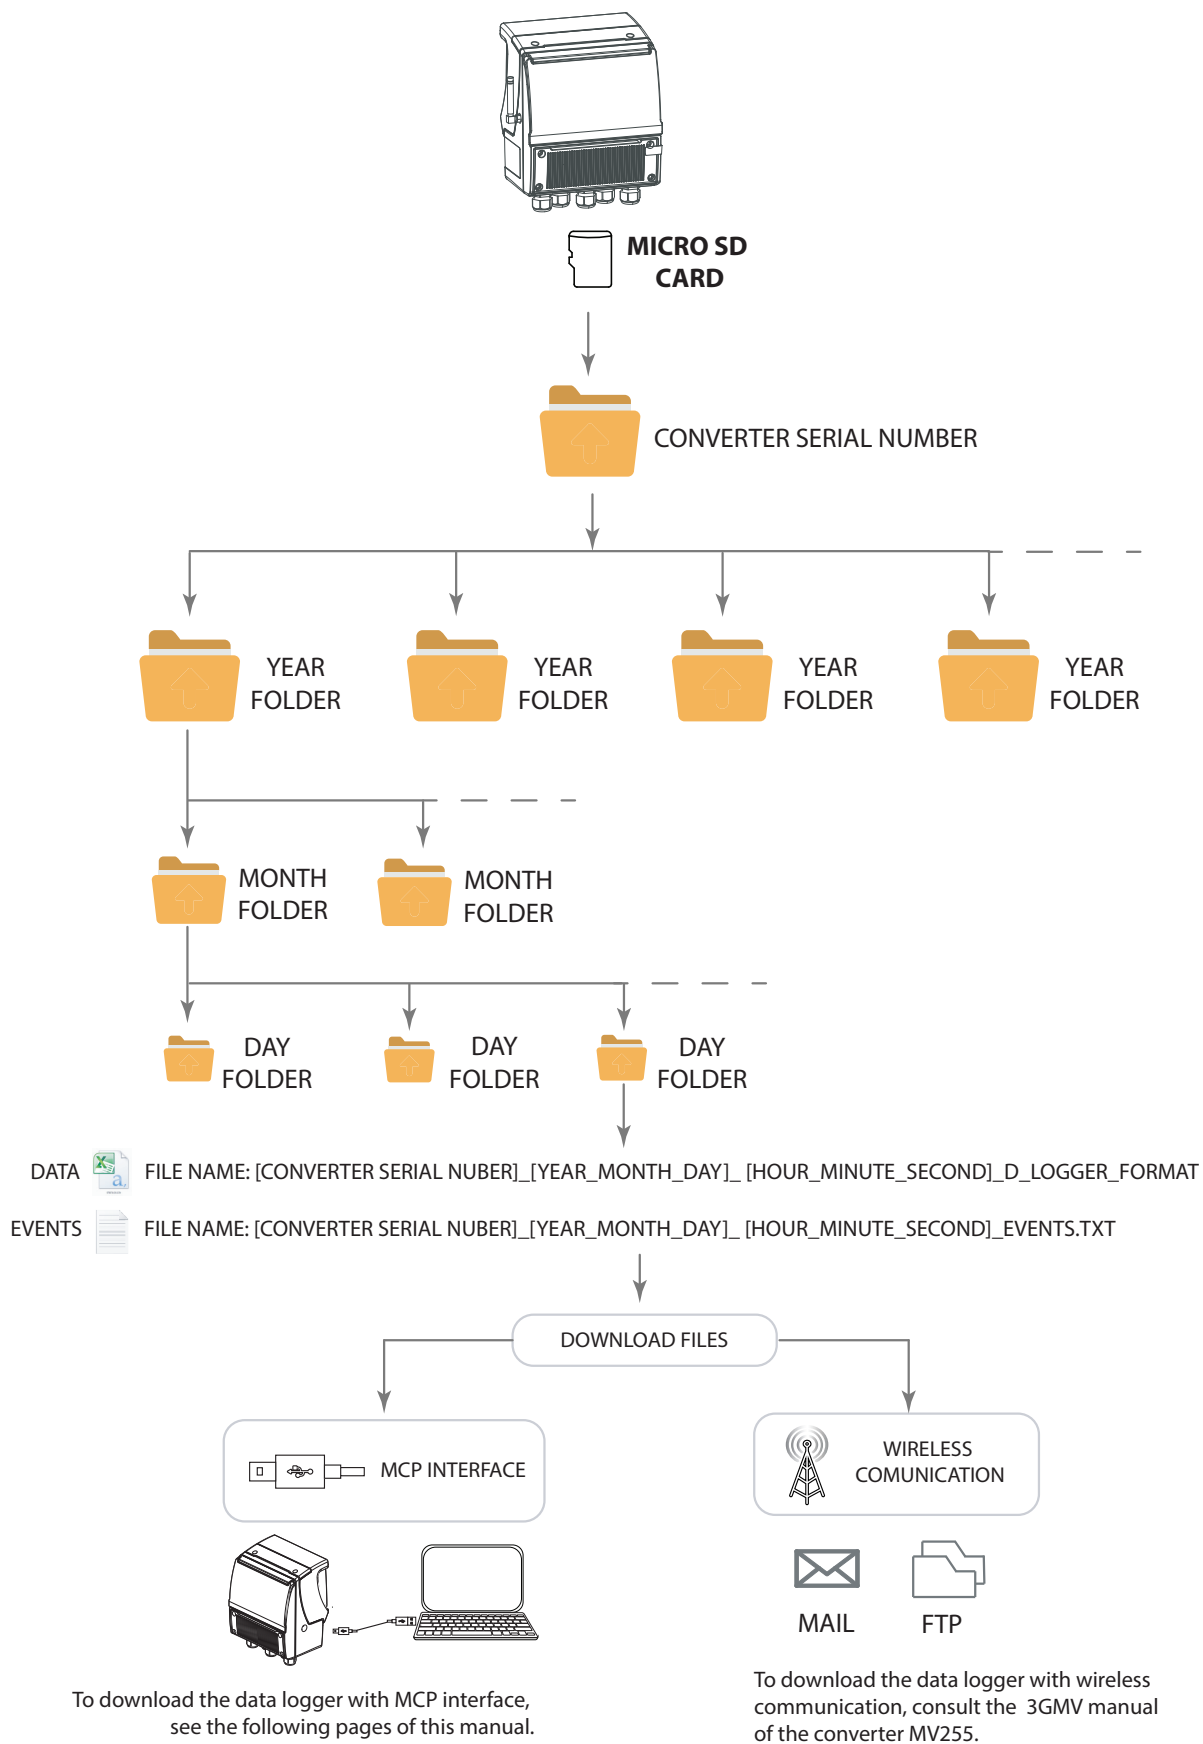 MICRO SD
CARD
CONVERTER SERIAL NUMBER
YEAR
FOLDER
YEAR
FOLDER
YEAR
FOLDER
YEAR
FOLDER
MONTH
FOLDER
MONTH
FOLDER
DAY
FOLDER
DAY
FOLDER
DAY
FOLDER
DATA FILE NAME: [CONVERTER SERIAL NUBER]_[YEAR_MONTH_DAY]_ [HOUR_MINUTE_SECOND]_D_LOGGER_FORMAT
EVENTS FILE NAME: [CONVERTER SERIAL NUBER]_[YEAR_MONTH_DAY]_ [HOUR_MINUTE_SECOND]_EVENTS.TXT
DOWNLOAD FILES
MCP INTERFACE
WIRELESS
COMUNICATION
MAIL
FTP
To download the data logger with MCP interface,
see the following pages of this manual.
To download the data logger with wireless
communication, consult the 3GMV manual
of the converter MV255.